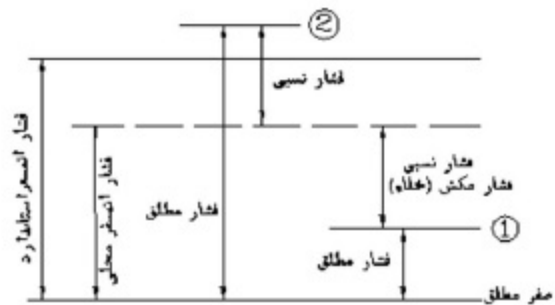 ②
فشار نسبی
فشار نسبی
فشار مکش (خلاء)
①
فشار مطلق
فشار مطلق
فشار اتمسفر محلی
فشار اتمسفر استاندارد
صفر مطلق